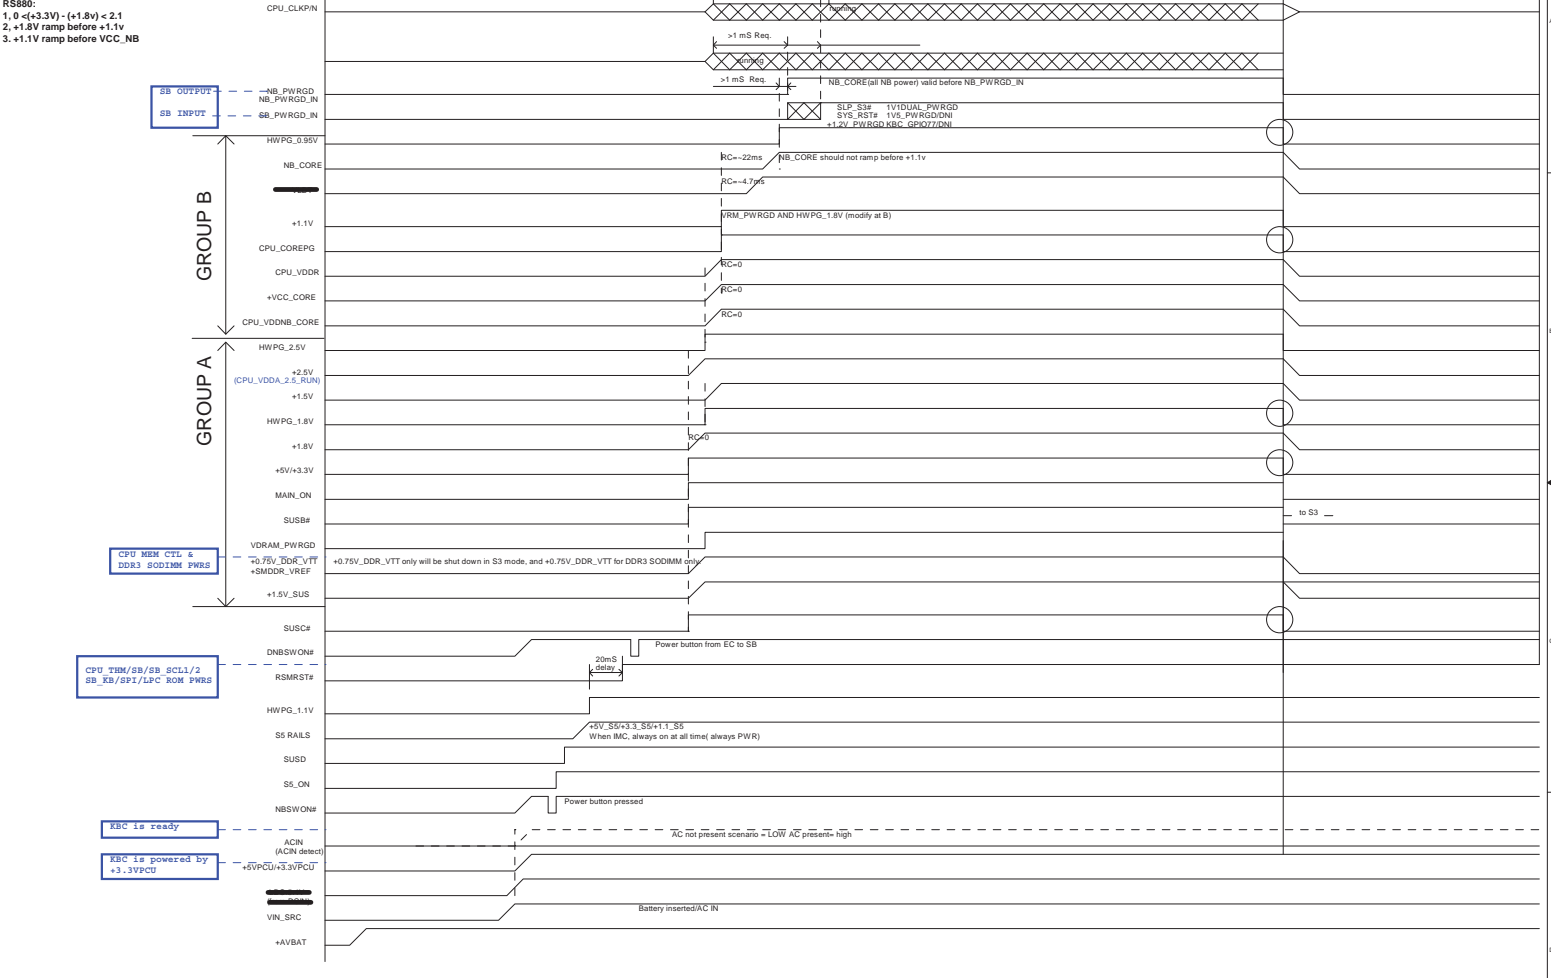 RS880:
1, 0 <(+3.3V) - (+1.8v) < 2.1
2, +1.8V ramp before +1.1v
3. +1.1V ramp before VCC_NB
CPU_CLKP/N
running
>1 mS Req.
running
>1 mS Req.
NB_CORE(all NB power) valid before NB_PWRGD_IN
SB OUTPUT
NB_PWRGD
NB_PWRGD_IN
SB INPUT
SB_PWRGD_IN
SLP_S3# 1V1DUAL_PWRGD
SYS_RST# 1V5_PWRGD/DNI
+1.2V_PWRGD KBC_GPIO77/DNI
HWPG_0.95V
NB_CORE
RC=~22ms
NB_CORE should not ramp before +1.1v
RC=~4.7ms
GROUP B
+1.1V
VRM_PWRGD AND HWPG_1.8V (modify at B)
CPU_COREPG
CPU_VDDR
RC=0
+VCC_CORE
RC=0
CPU_VDDNB_CORE
RC=0
HWPG_2.5V
GROUP A
+2.5V
(CPU_VDDA_2.5_RUN)
+1.5V
HWPG_1.8V
+1.8V
RC=0
+5V/+3.3V
MAIN_ON
SUSB#
to S3
VDRAM_PWRGD
CPU MEM CTL &
DDR3 SODIMM PWRS
+0.75V_DDR_VTT
+0.75V_DDR_VTT only will be shut down in S3 mode, and +0.75V_DDR_VTT for DDR3 SODIMM only.
+SMDDR_VREF
+1.5V_SUS
SUSC#
DNBSWON#
Power button from EC to SB
CPU_THM/SB/SB_SCL1/2
SB_KB/SPI/LPC ROM PWRS
20mS
delay
RSMRST#
HWPG_1.1V
S5 RAILS
+5V_S5/+3.3_S5/+1.1_S5
When IMC, always on at all time( always PWR)
SUSD
S5_ON
NBSWON#
Power button pressed
KBC is ready
AC not present scenario = LOW AC present= high
ACIN
(ACIN detect)
KBC is powered by
+3.3VPCU
+5VPCU/+3.3VPCU
VIN_SRC
Battery inserted/AC IN
+AVBAT